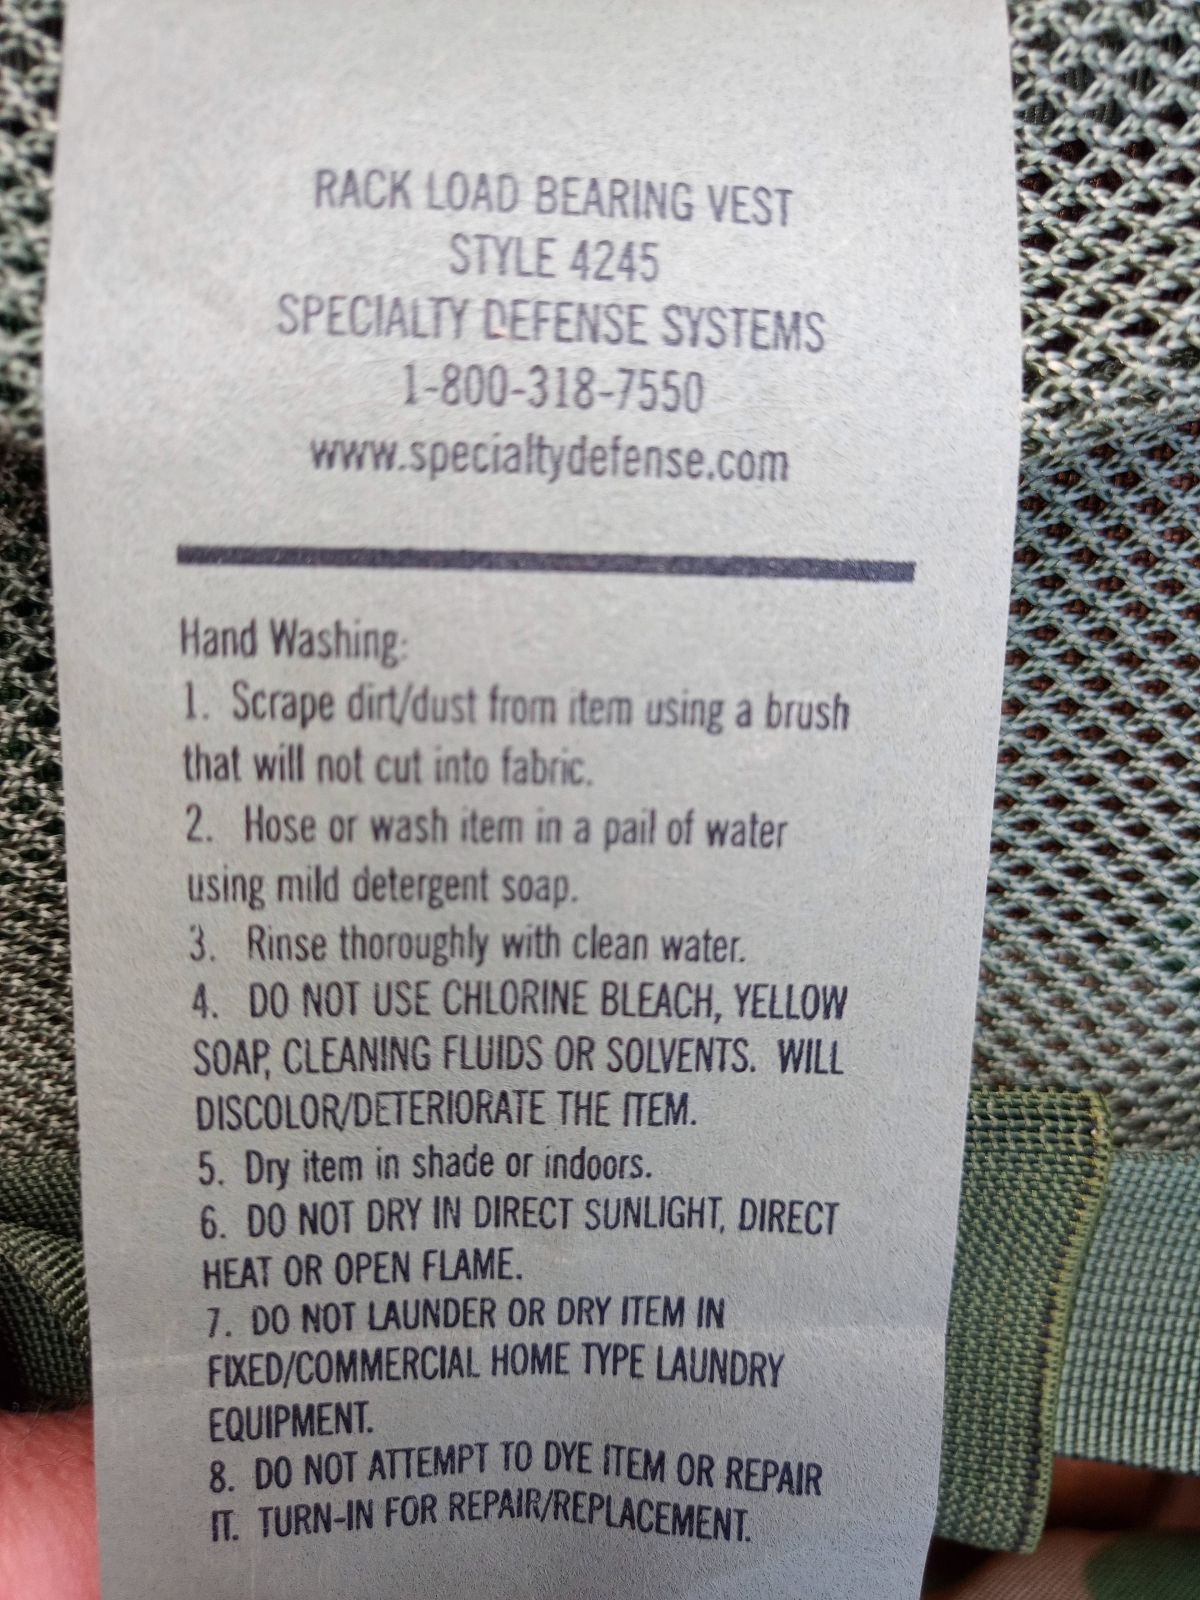 RACK LOAD BEARING VEST
STYLE 4245
SPECIALTY DEFENSE SYSTEMS
1-800-318-7550
www.specialtydefense.com
Hand Washing:
1. Scrape dirt/dust from item using a brush
that will not cut into fabric.
2. Hose or wash item in a pail of water
using mild detergent soap.
3. Rinse thoroughly with clean water.
4. DO NOT USE CHLORINE BLEACH, YELLOW
SOAP, CLEANING FLUIDS OR SOLVENTS. WILL
DISCOLOR/DETERIORATE THE ITEM.
5. Dry item in shade or indoors.
6. DO NOT DRY IN DIRECT SUNLIGHT, DIRECT
HEAT OR OPEN FLAME.
7. DO NOT LAUNDER OR DRY ITEM IN
FIXED/COMMERCIAL HOME TYPE LAUNDRY
EQUIPMENT.
8. DO NOT ATTEMPT TO DYE ITEM OR REPAIR
IT. TURN-IN FOR REPAIR/REPLACEMENT.